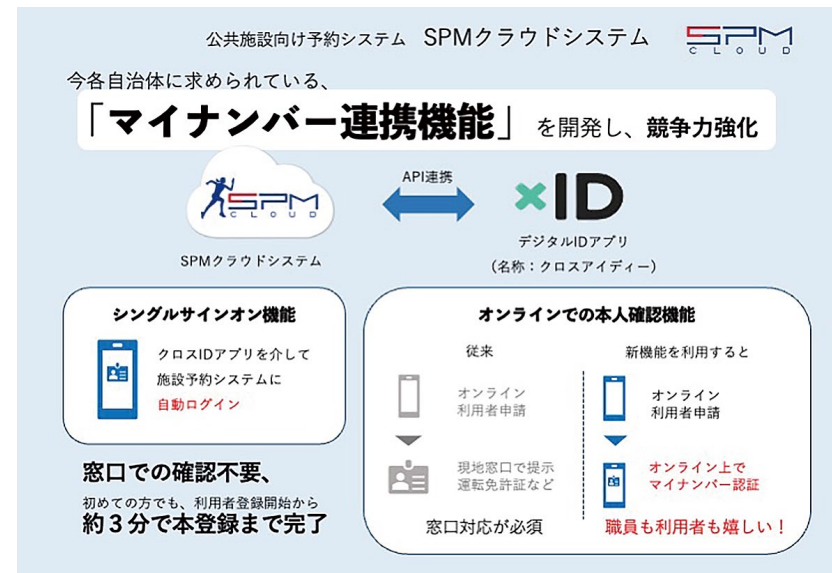 公共施設向け予約システム SPMクラウドシステム
SPM
CLOUD
今各自治体に求められている、
「マイナンバー連携機能」を開発し、競争力強化
SPM
CLOUD
API連携
×ID
SPMクラウドシステム
デジタルIDアプリ
(名称：クロスアイディー)
シングルサインオン機能
クロスIDアプリを介して
施設予約システムに
自動ログイン
窓口での確認不要、
初めての方でも、利用者登録開始から
約３分で本登録まで完了
オンラインでの本人確認機能
従来
オンライン
利用者申請
現地窓口で提示
運転免許証など
窓口対応が必須
新機能を利用すると
オンライン
利用者申請
オンライン上で
マイナンバー認証
職員も利用者も嬉しい！